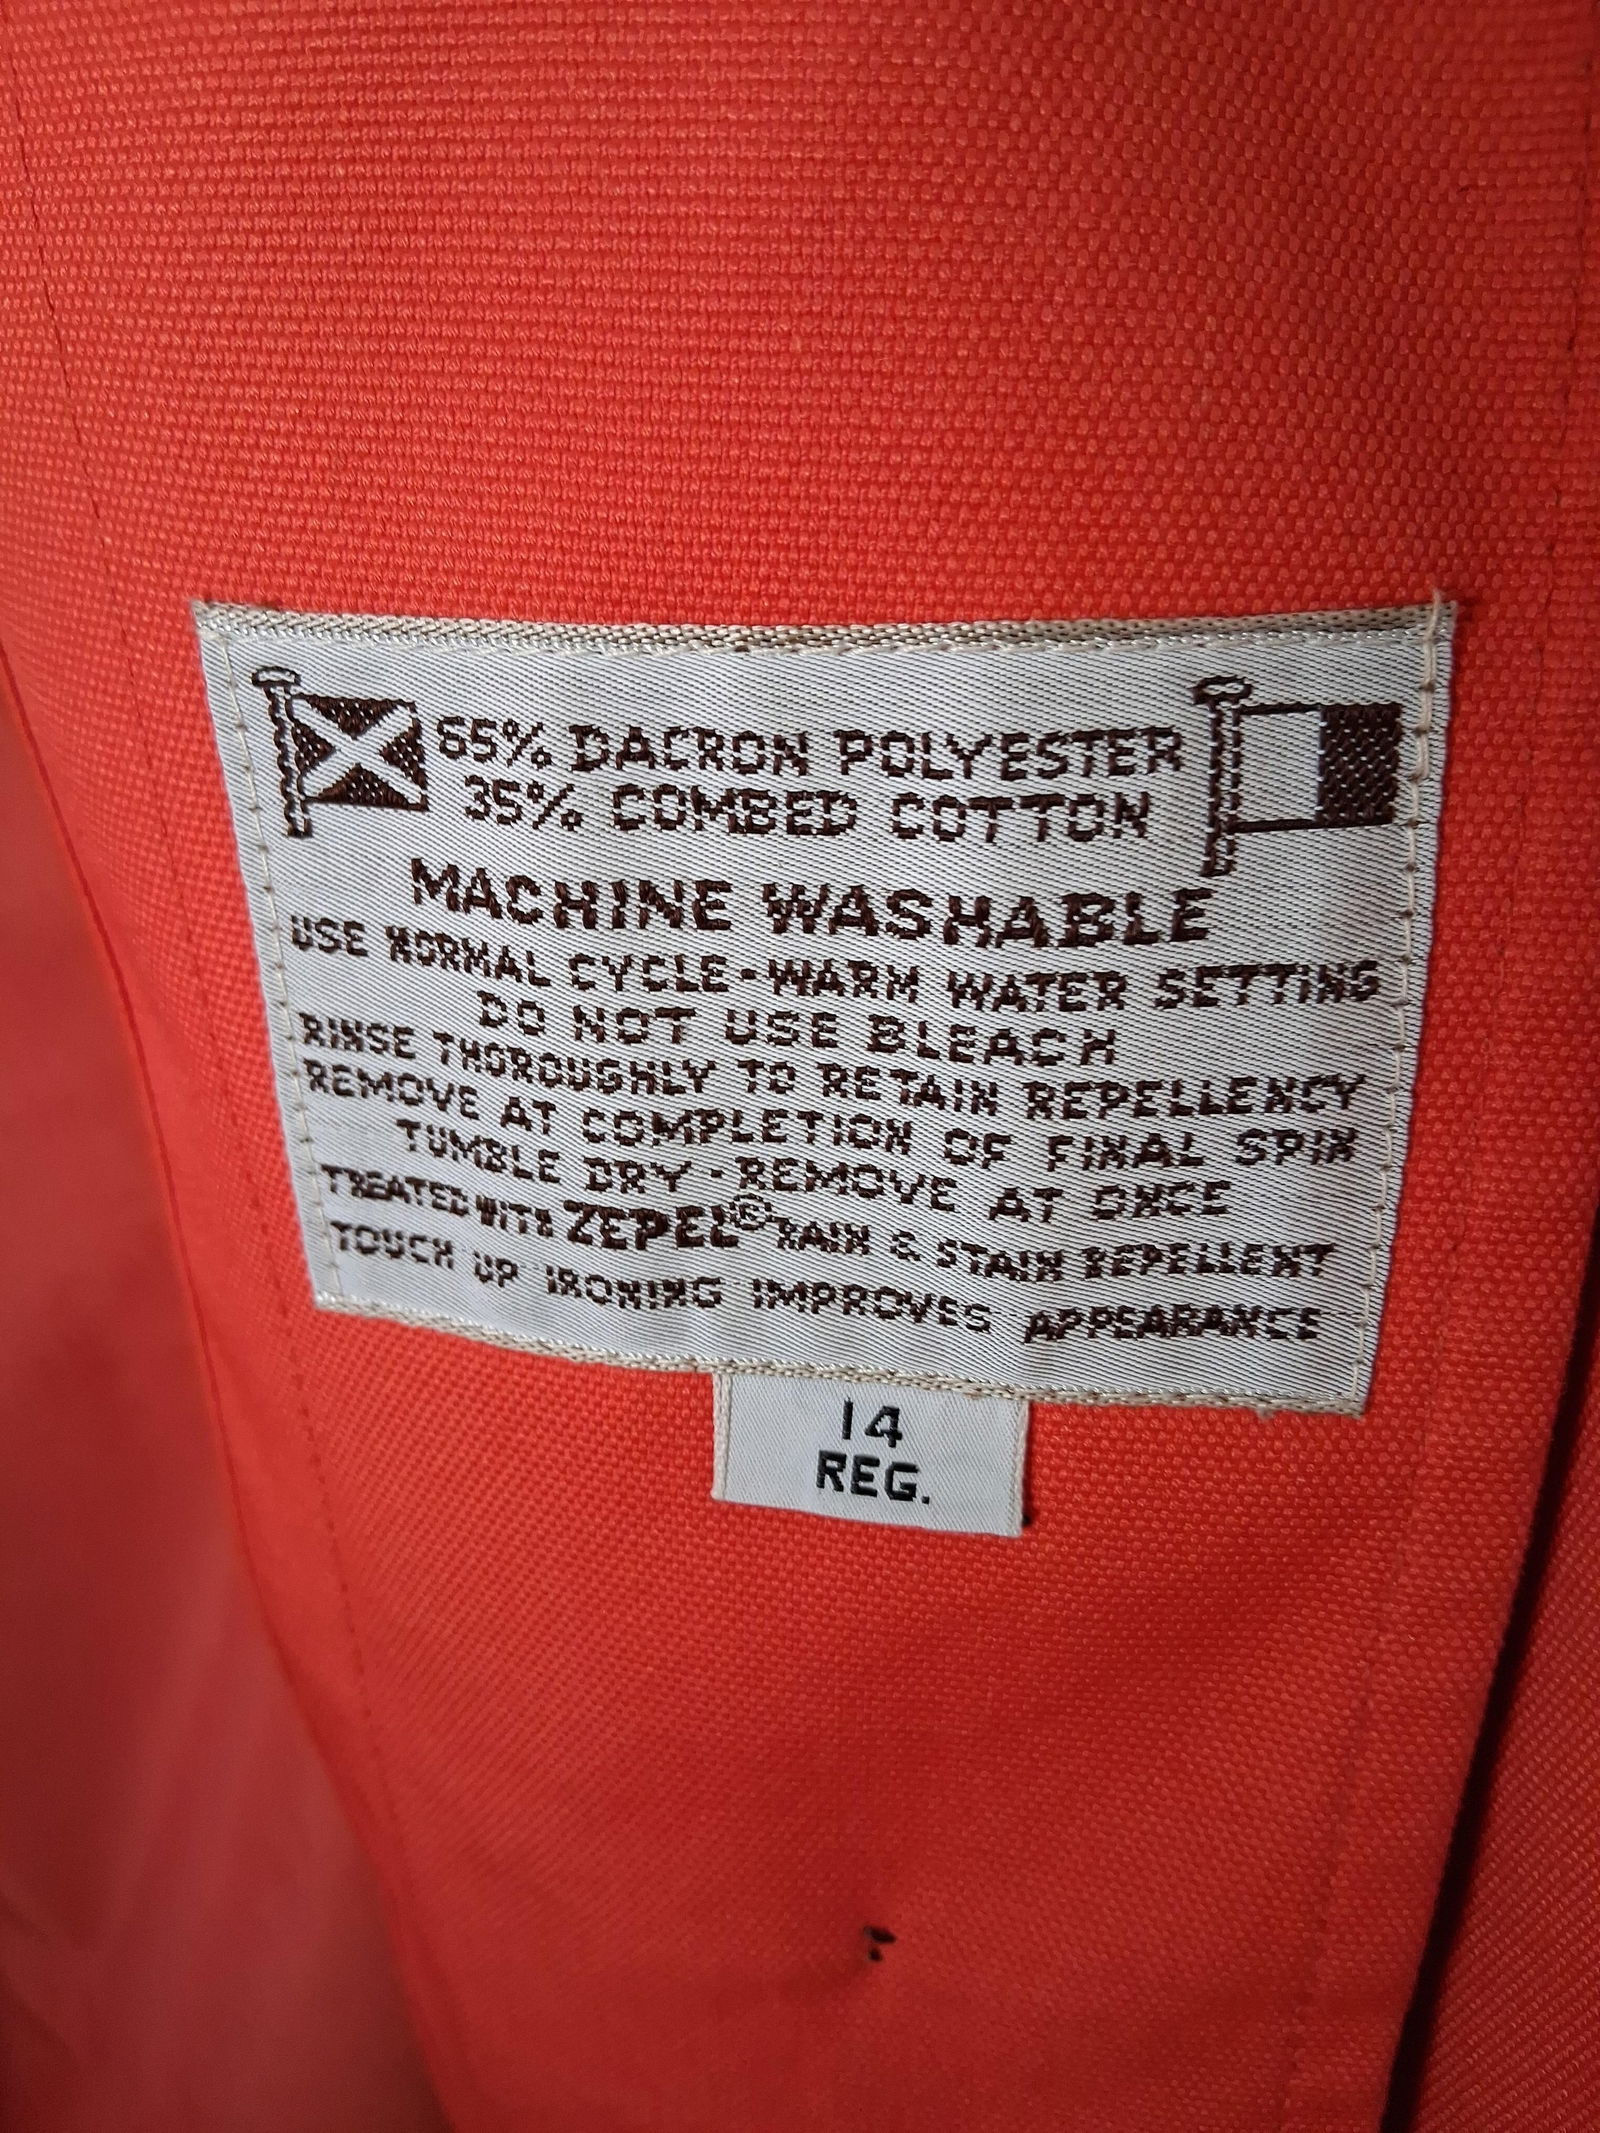 65% DACRON POLYESTER
35% COMBED COTTON
MACHINE WASHABLE
USE NORMAL CYCLE-WARM WATER SETTING
DO NOT USE BLEACH
RINSE THOROUGHLY TO RETAIN REPELLENCY
REMOVE AT COMPLETION OF FINAL SPIN
TUMBLE DRY - REMOVE AT ONCE
TREATED WITH ZEPEL® RAIN & STAIN REPELLENT
TOUCH UP IRONING IMPROVES APPEARANCE
14
REG.